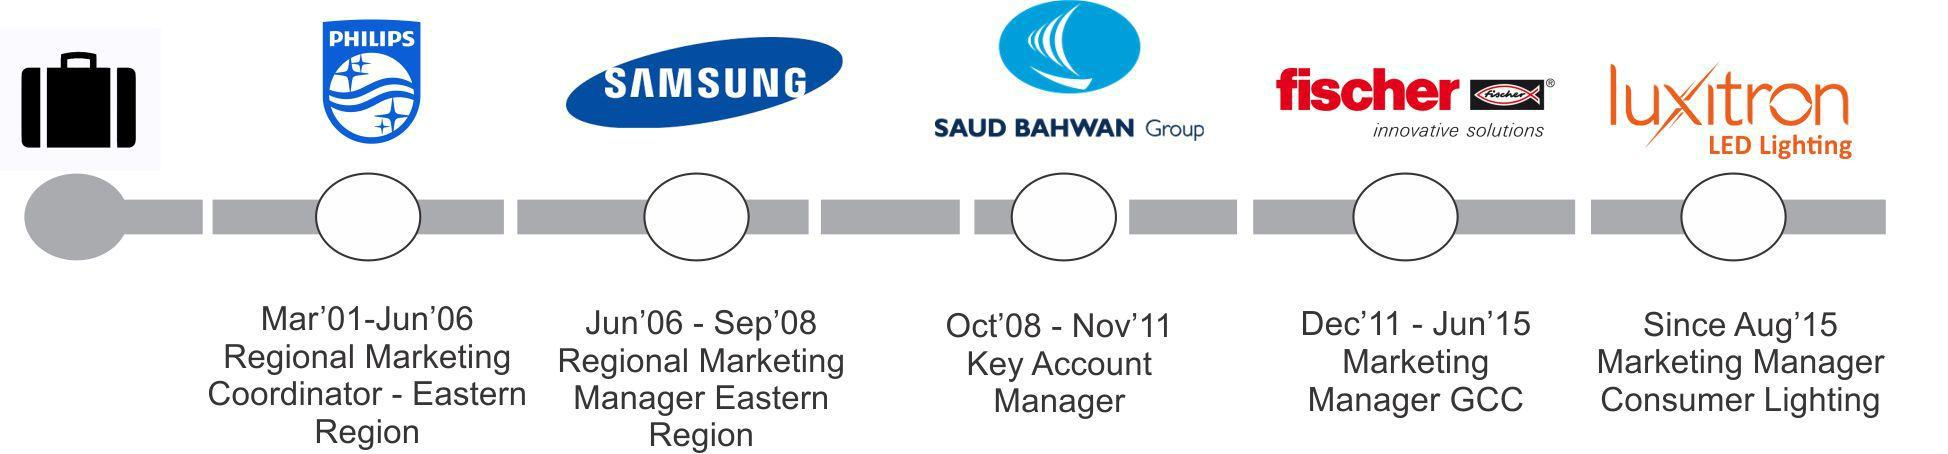 PHILIPS
SAMSUNG
SAUD BAHWAN Group
fischer fischer ®
innovative solutions
luxitron
LED Lighting
Mar’01-Jun’06
Regional Marketing
Coordinator - Eastern
Region
Jun’06 - Sep’08
Regional Marketing
Manager Eastern
Region
Oct’08 - Nov’11
Key Account
Manager
Dec’11 - Jun’15
Marketing
Manager GCC
Since Aug’15
Marketing Manager
Consumer Lighting